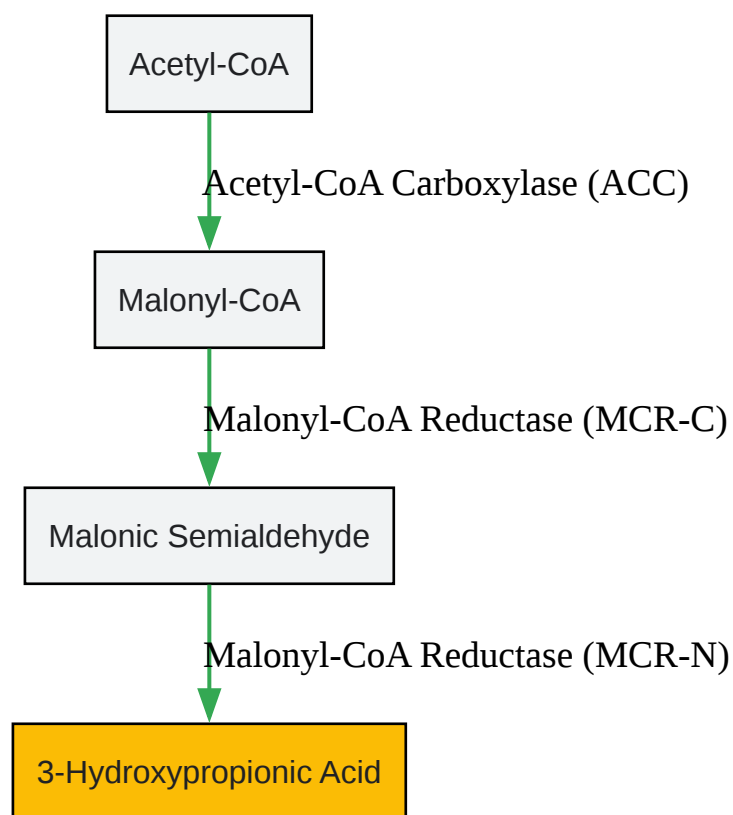 Acetyl-CoA
Acetyl-CoA Carboxylase (ACC)
Malonyl-CoA
Malonyl-CoA Reductase (MCR-C)
Malonic Semialdehyde
Malonyl-CoA Reductase (MCR-N)
3-Hydroxypropionic Acid